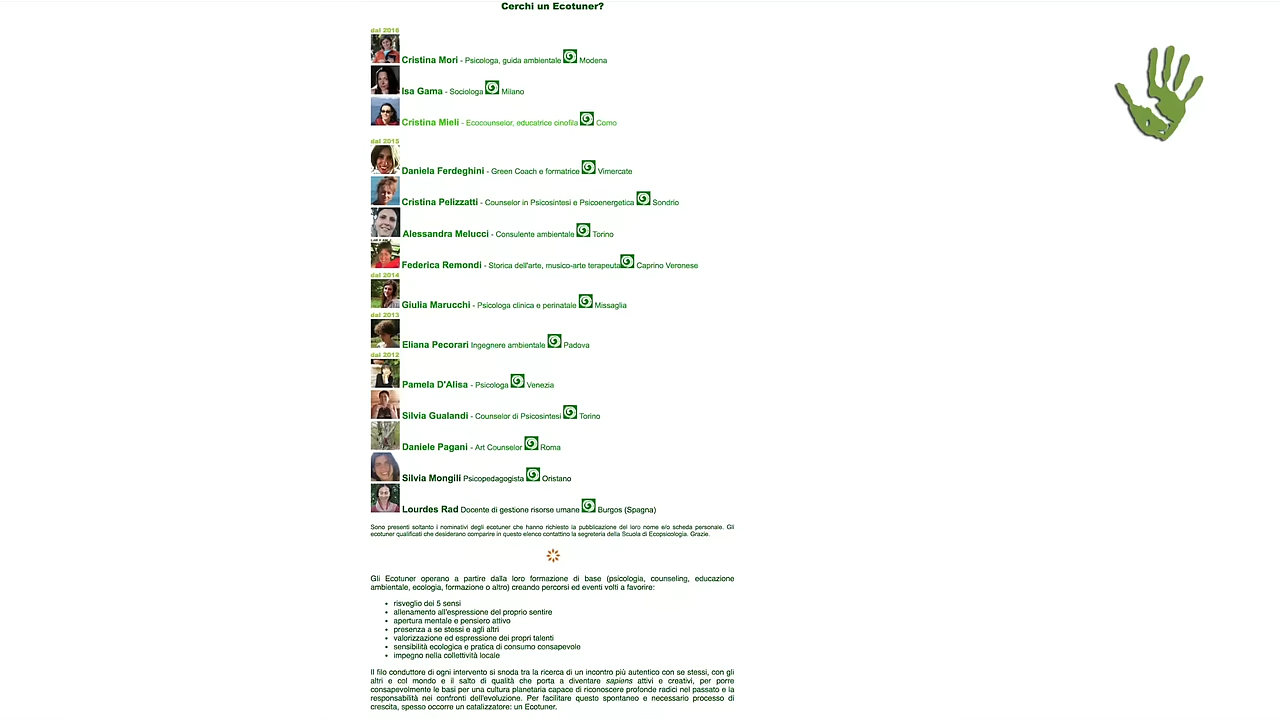 Cerchi un Ecotuner?
dal 2016
Cristina Mori - Psicologa, guida ambientale Modena
Isa Gama - Sociologa Milano
Cristina Mieli - Ecocounselor, educatrice cinofila Como
dal 2015
Daniela Ferdeghini - Green Coach e formatrice Vimercate
Cristina Pelizzatti - Counselor in Psicosintesi e Psicoenergetica Sondrio
Alessandra Melucci - Consulente ambientale Torino
Federica Remondi - Storica dell'arte, musico-arte terapeuta Caprino Veronese
dal 2014
Giulia Marucchi - Psicologa clinica e perinatale Missaglia
dal 2013
Eliana Pecorari Ingegnere ambientale Padova
dal 2012
Pamela D'Alisa - Psicologa Venezia
Silvia Gualandi - Counselor di Psicosintesi Torino
Daniele Pagani - Art Counselor Roma
Silvia Mongili Psicopedagogista Oristano
Lourdes Rad Docente di gestione risorse umane Burgos (Spagna)
Sono presenti soltanto i nominativi degli ecotuner che hanno richiesto la pubblicazione del loro nome e/o scheda personale. Gli
ecotuner qualificati che desiderano comparire in questo elenco contattino la segreteria della Scuola di Ecopsicologia. Grazie.
Gli Ecotuner operano a partire dalla loro formazione di base (psicologia, counseling, educazione
ambientale, ecologia, formazione o altro) creando percorsi ed eventi volti a favorire:
• risveglio dei 5 sensi
• allenamento all'espressione del proprio sentire
• apertura mentale e pensiero attivo
• presenza a se stessi e agli altri
• valorizzazione ed espressione dei propri talenti
• sensibilità ecologica e pratica di consumo consapevole
• impegno nella collettività locale
Il filo conduttore di ogni intervento si snoda tra la ricerca di un incontro più autentico con se stessi, con gli
altri e col mondo e il salto di qualità che porta a diventare sapiens attivi e creativi, per porre
consapevolmente le basi per una cultura planetaria capace di riconoscere profonde radici nel passato e la
responsabilità nei confronti dell'evoluzione. Per facilitare questo spontaneo e necessario processo di
crescita, spesso occorre un catalizzatore: un Ecotuner.